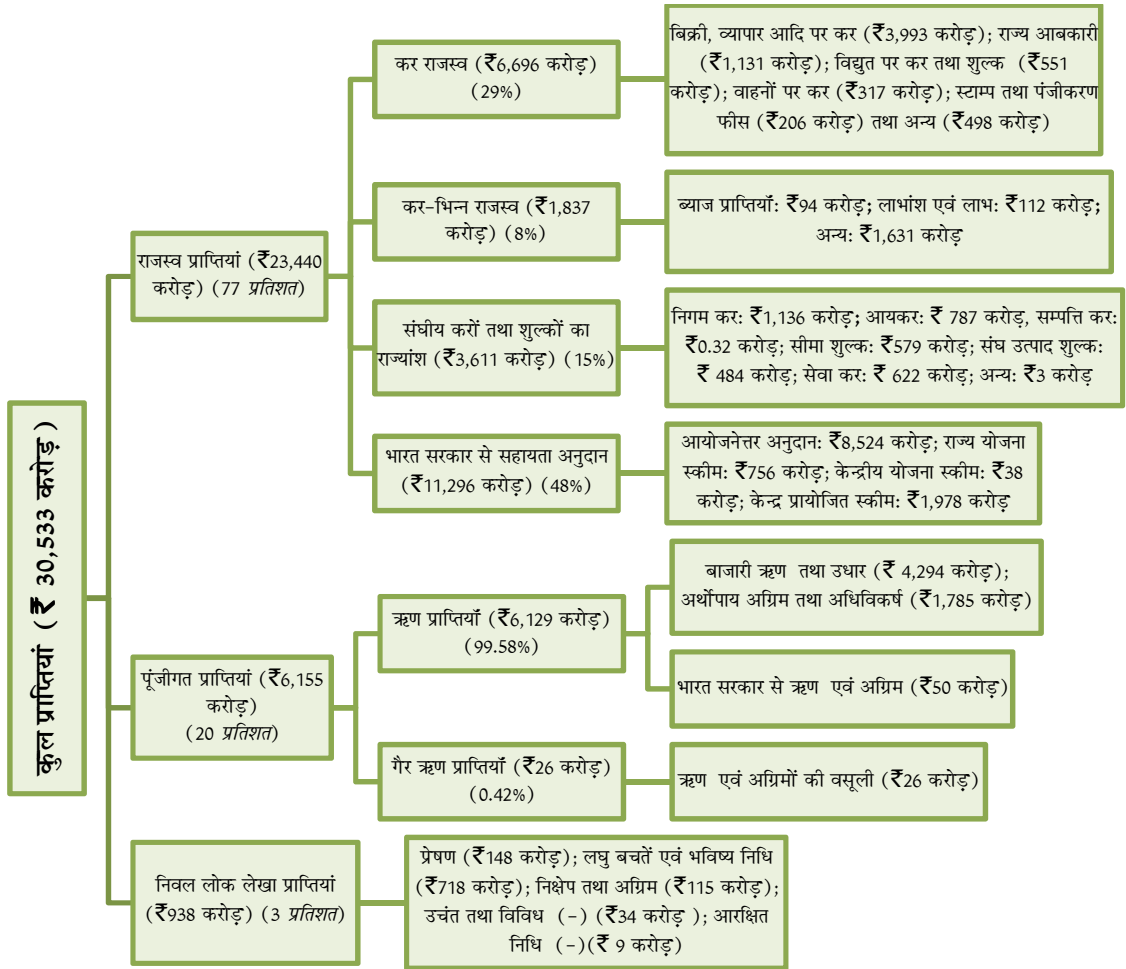 कुल प्राप्तियां (₹ 30,533 करोड़)
राजस्व प्राप्तियां (₹23,440
करोड़) (77 प्रतिशत)
कर राजस्व (₹6,696 करोड़)
(29%)
बिक्री, व्यापार आदि पर कर (₹3,993 करोड़); राज्य आबकारी
(₹1,131 करोड़); विद्युत पर कर तथा शुल्क (₹551
करोड़); वाहनों पर कर (₹317 करोड़); स्टाम्प तथा पंजीकरण
फीस (₹206 करोड़) तथा अन्य (₹498 करोड़)
कर-भिन्न राजस्व (₹1,837
करोड़) (8%)
ब्याज प्राप्तियाँ: ₹94 करोड़; लाभांश एवं लाभ: ₹112 करोड़;
अन्य: ₹1,631 करोड़
संघीय करों तथा शुल्कों का
राज्यांश (₹3,611 करोड़) (15%)
निगम कर: ₹1,136 करोड़; आयकर: ₹ 787 करोड़, सम्पत्ति कर:
₹0.32 करोड़; सीमा शुल्क: ₹579 करोड़; संघ उत्पाद शुल्क:
₹ 484 करोड़; सेवा कर: ₹ 622 करोड़; अन्य: ₹3 करोड़
भारत सरकार से सहायता अनुदान
(₹11,296 करोड़) (48%)
आयोजनेत्तर अनुदान: ₹8,524 करोड़; राज्य योजना
स्कीम: ₹756 करोड़; केन्द्रीय योजना स्कीम: ₹38
करोड़; केन्द्र प्रायोजित स्कीम: ₹1,978 करोड़
पूंजीगत प्राप्तियां (₹6,155
करोड़)
(20 प्रतिशत)
ऋण प्राप्तियाँ (₹6,129 करोड़)
(99.58%)
बाजारी ऋण तथा उधार (₹ 4,294 करोड़);
अर्थोपाय अग्रिम तथा अधिविकर्ष (₹1,785 करोड़)
भारत सरकार से ऋण एवं अग्रिम (₹50 करोड़)
गैर ऋण प्राप्तियाँ (₹26 करोड़)
(0.42%)
ऋण एवं अग्रिमों की वसूली (₹26 करोड़)
निवल लोक लेखा प्राप्तियां
(₹938 करोड़) (3 प्रतिशत)
प्रेषण (₹148 करोड़); लघु बचतें एवं भविष्य निधि
(₹718 करोड़); निक्षेप तथा अग्रिम (₹115 करोड़);
उचंत तथा विविध (-) (₹34 करोड़ ); आरक्षित
निधि (-)(₹ 9 करोड़)